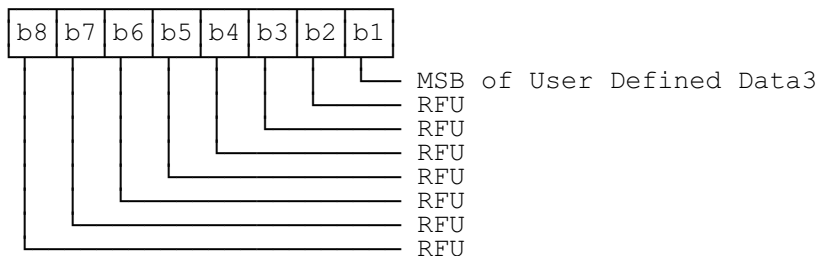 b8 b7 b6 b5 b4 b3 b2 b1
MSB of User Defined Data3
RFU
RFU
RFU
RFU
RFU
RFU
RFU